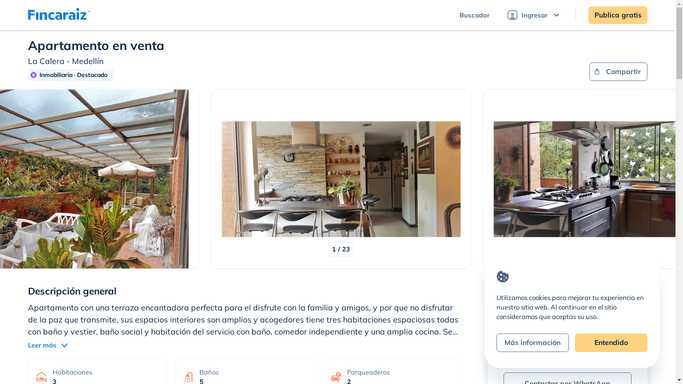 Fincaraiz
Buscador
Ingresar
Publica gratis
Apartamento en venta
La Calera - Medellín
Inmobiliaria · Destacado
Compartir
1 / 23
Descripción general
Apartamento con una terraza encantadora perfecta para el disfrute con la familia y amigos, y por que no disfrutar
de la paz que transmite, sus espacios interiores son amplios y acogedores tiene tres habitaciones espaciosas todas
con baño y vestier, baño social y habitación del servicio con baño, comedor independiente y una amplia cocina. Se...
Leer más
Habitaciones
3
Baños
5
Parqueaderos
2
Utilizamos cookies para mejorar tu experiencia en
nuestro sitio web. Al continuar en el sitio
consideramos que aceptas su uso.
Más información
Entendido
Contactar por WhatsApp